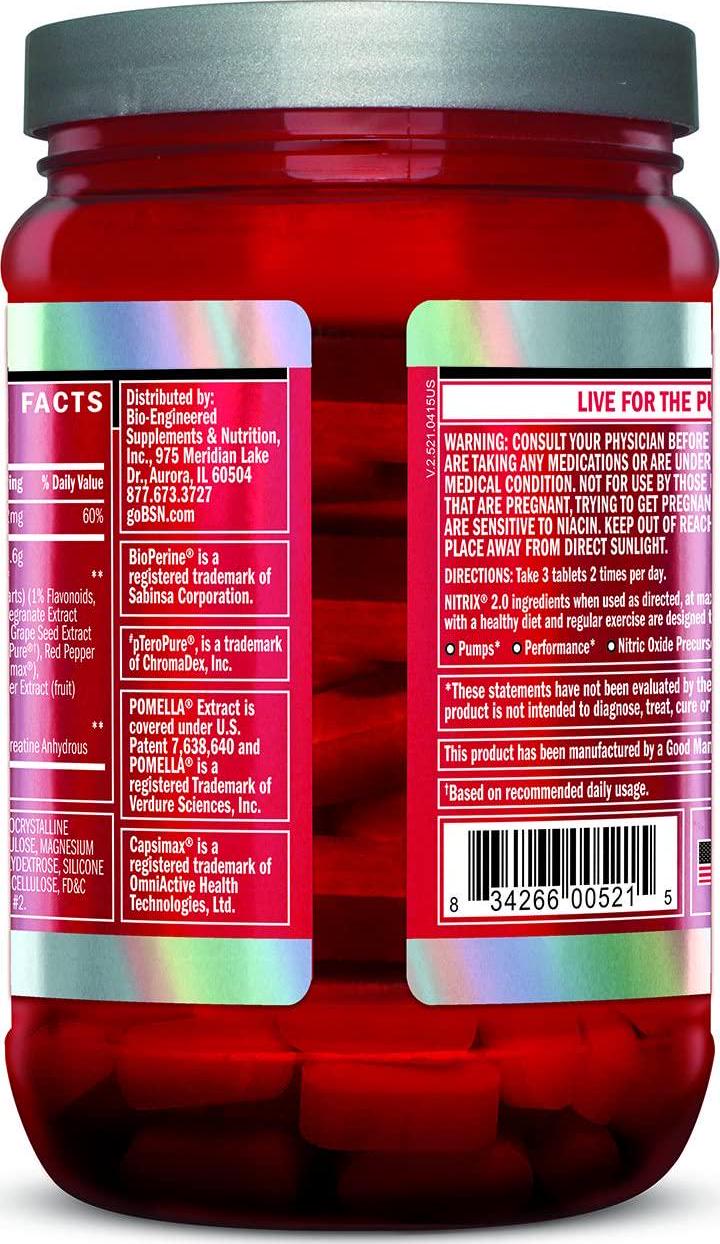 FACTS
% Daily Value
mg 60%
.6g
**
(1% Flavonoids,
Extract
Grape Seed Extract
Red Pepper
Extract (fruit)
**
Anhydrous
MAGNESIUM
SILICONE
CELLULOSE, FD&C
#2.
Distributed by:
Bio-Engineered
Supplements & Nutrition,
Inc., 975 Meridian Lake
Dr., Aurora, IL 60504
877.673.3727
goBSN.com
BioPerine® is a
registered trademark of
Sabinsa Corporation.
‡pTeroPure®, is a trademark
of ChromaDex, Inc.
POMELLA® Extract is
covered under U.S.
Patent 7,638,640 and
POMELLA® is a
registered Trademark of
Verdure Sciences, Inc.
Capsimax® is a
registered trademark of
OmniActive Health
Technologies, Ltd.
V.2.521.0415US
LIVE FOR THE PU
WARNING: CONSULT YOUR PHYSICIAN BEFORE
ARE TAKING ANY MEDICATIONS OR ARE UNDER
MEDICAL CONDITION. NOT FOR USE BY THOSE
THAT ARE PREGNANT, TRYING TO GET PREGNAN
ARE SENSITIVE TO NIACIN. KEEP OUT OF REACH
PLACE AWAY FROM DIRECT SUNLIGHT.
DIRECTIONS: Take 3 tablets 2 times per day.
NITRIX® 2.0 ingredients when used as directed, at max
with a healthy diet and regular exercise are designed t
Pumps* Performance* Nitric Oxide Precurs
*These statements have not been evaluated by the
product is not intended to diagnose, treat, cure or
This product has been manufactured by a Good Man
†Based on recommended daily usage.
8 34266 00521 5